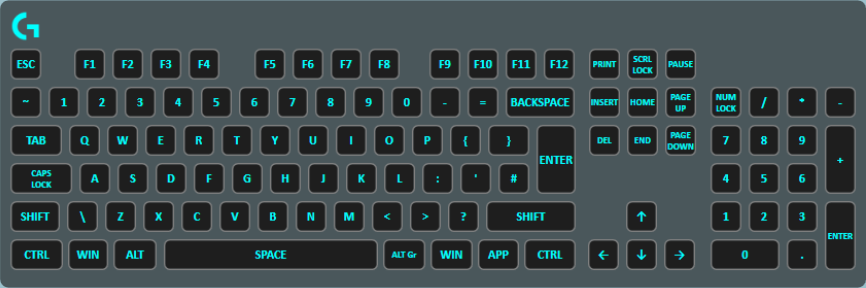 G
ESC F1 F2 F3 F4 F5 F6 F7 F8 F9 F10 F11 F12 PRINT SCRL LOCK PAUSE
~ 1 2 3 4 5 6 7 8 9 0 - = BACKSPACE INSERT HOME PAGE UP NUM LOCK / * -
TAB Q W E R T Y U I O P { } ENTER DEL END PAGE DOWN 7 8 9 +
CAPS LOCK A S D F G H J K L : ' # 4 5 6
SHIFT \ Z X C V B N M < > ? SHIFT ↑ 1 2 3 ENTER
CTRL WIN ALT SPACE ALT Gr WIN APP CTRL ← ↓ → 0 .